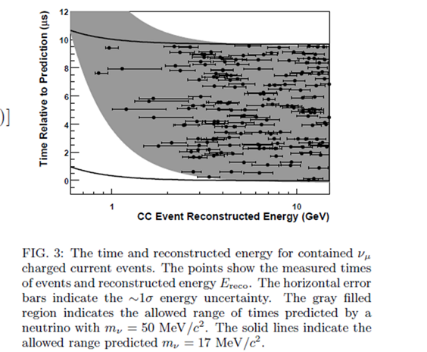 12
10
8
6
4
2
0
Time Relative to Prediction (μs)
)]
1
10
CC Event Reconstructed Energy (GeV)
FIG. 3: The time and reconstructed energy for contained νμ
charged current events. The points show the measured times
of events and reconstructed energy Ereco. The horizontal error
bars indicate the ∼1σ energy uncertainty. The gray filled
region indicates the allowed range of times predicted by a
neutrino with mν = 50 MeV/c². The solid lines indicate the
allowed range predicted mν = 17 MeV/c².